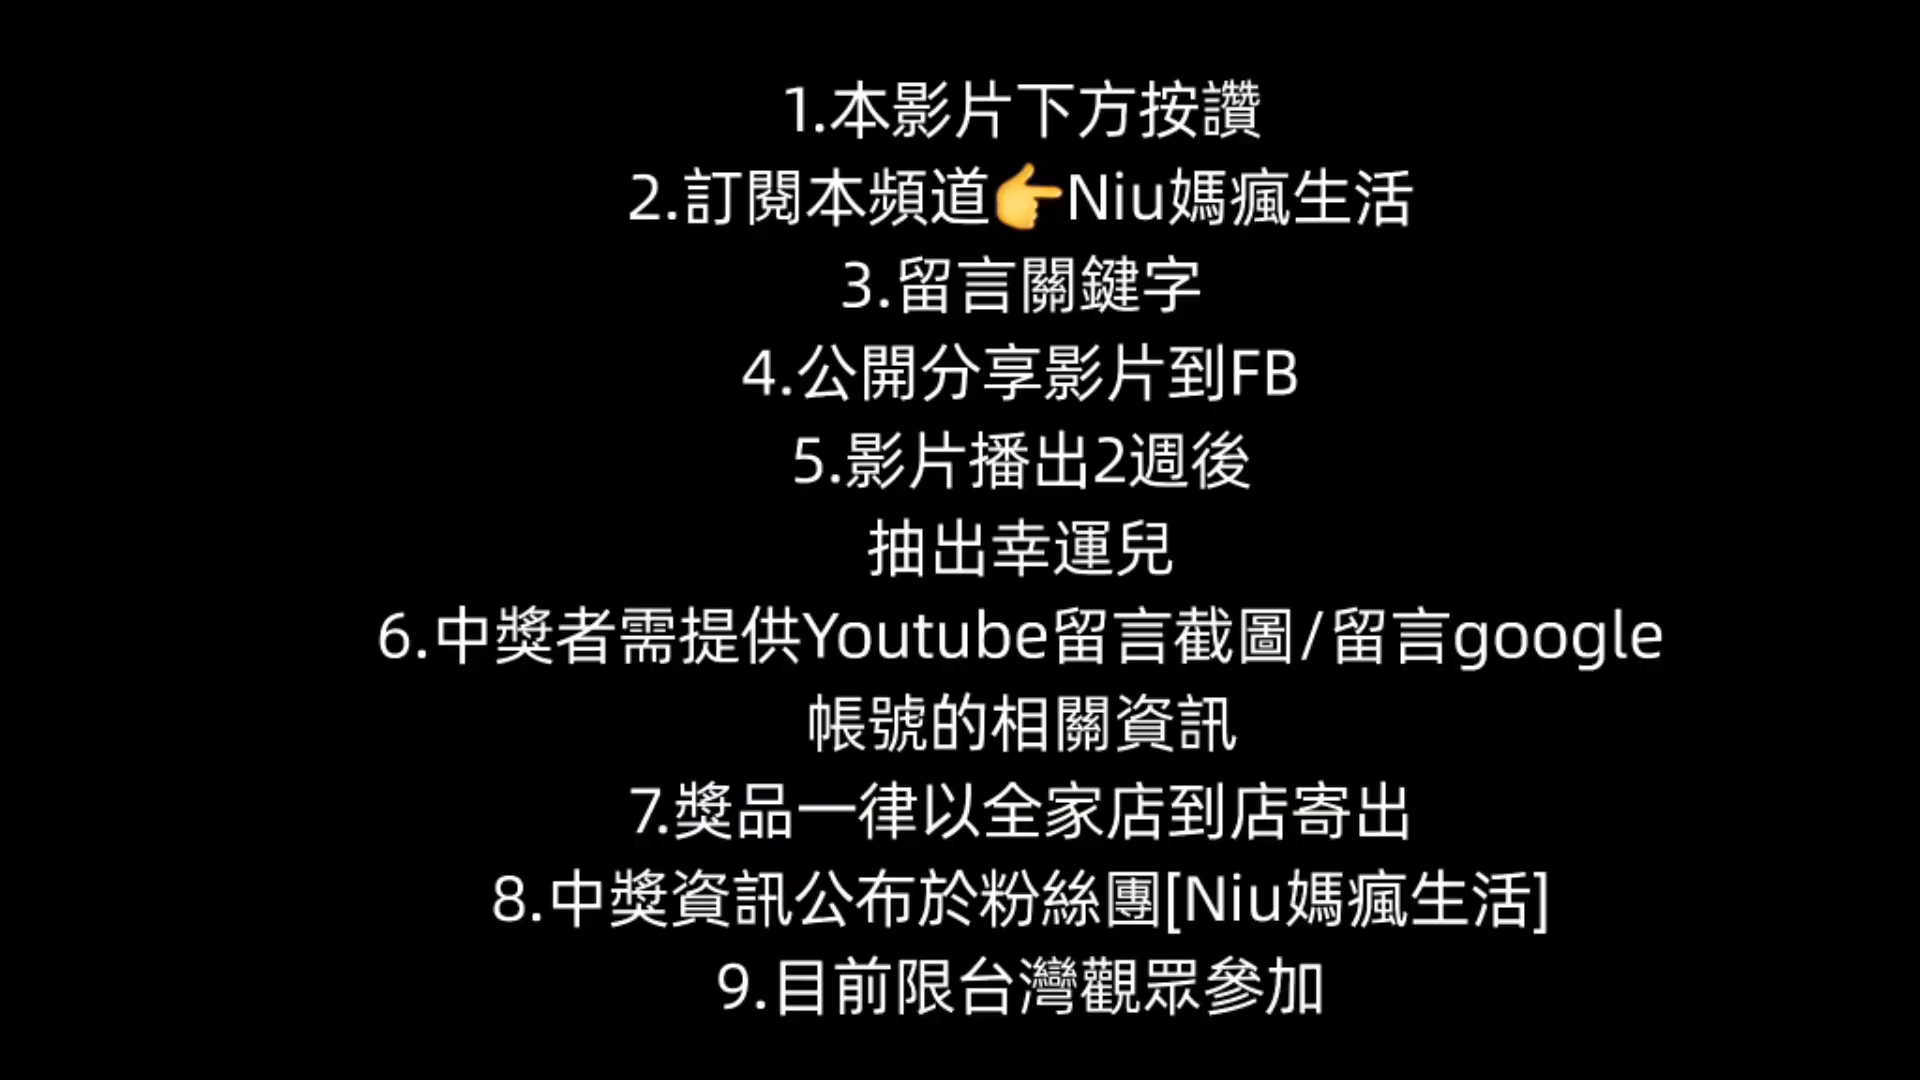 1.本影片下方按讚
2.訂閱本頻道👉Niu媽瘋生活
3.留言關鍵字
4.公開分享影片到FB
5.影片播出2週後
抽出幸運兒
6.中獎者需提供Youtube留言截圖/留言google
帳號的相關資訊
7.獎品一律以全家店到店寄出
8.中獎資訊公布於粉絲團[Niu媽瘋生活]
9.目前限台灣觀眾參加